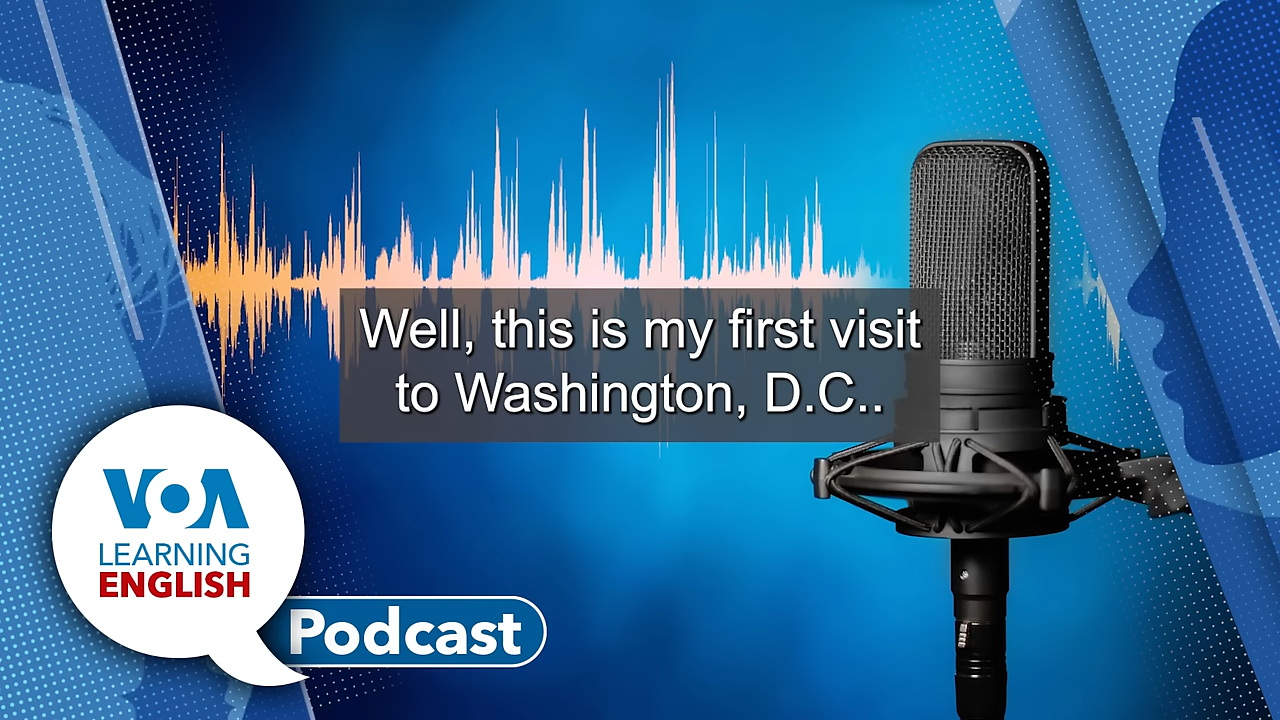 Well, this is my first visit
to Washington, D.C..
VOA
LEARNING
ENGLISH
Podcast